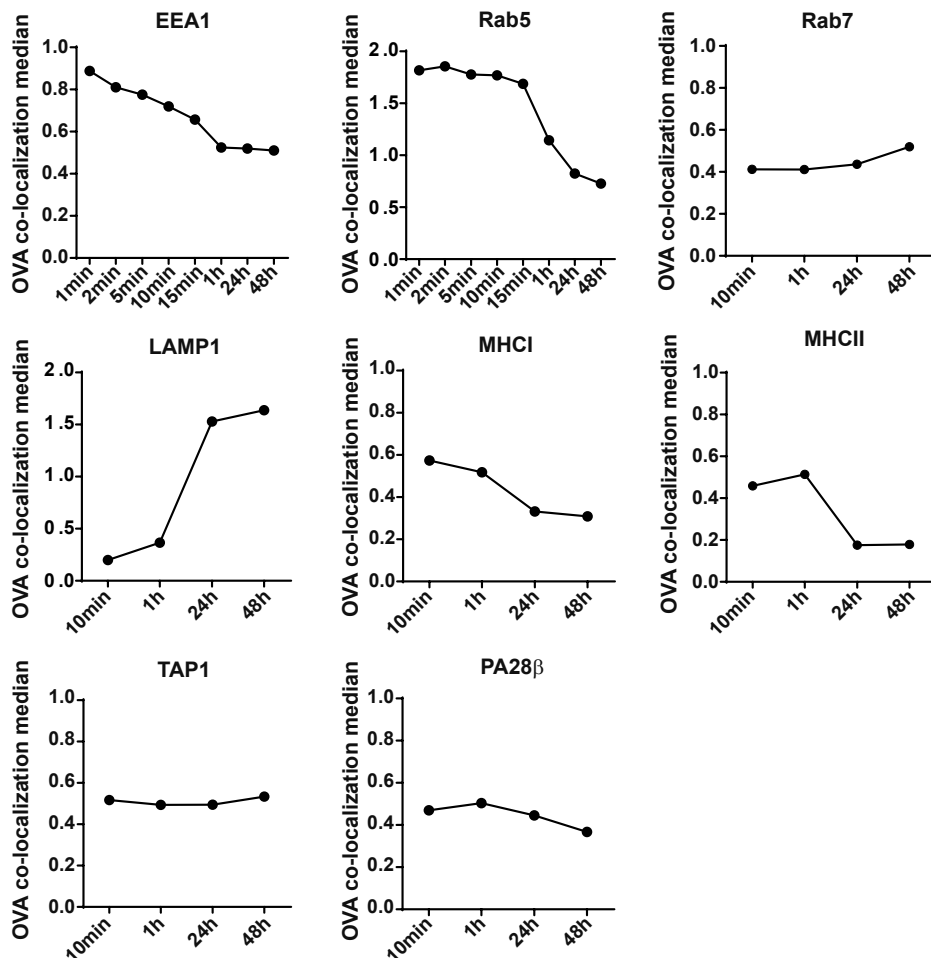 EEA1
OVA co-localization median
1.0
0.8
0.6
0.4
0.2
0.0
1min
2min
5min
10min
15min
1h
24h
48h
Rab5
OVA co-localization median
2.0
1.5
1.0
0.5
0.0
1min
2min
5min
10min
15min
1h
24h
48h
Rab7
OVA co-localization median
1.0
0.8
0.6
0.4
0.2
0.0
10min
1h
24h
48h
LAMP1
OVA co-localization median
2.0
1.5
1.0
0.5
0.0
10min
1h
24h
48h
MHCI
OVA co-localization median
1.0
0.8
0.6
0.4
0.2
0.0
10min
1h
24h
48h
MHCII
OVA co-localization median
1.0
0.8
0.6
0.4
0.2
0.0
10min
1h
24h
48h
TAP1
OVA co-localization median
1.0
0.8
0.6
0.4
0.2
0.0
10min
1h
24h
48h
PA28β
OVA co-localization median
1.0
0.8
0.6
0.4
0.2
0.0
10min
1h
24h
48h